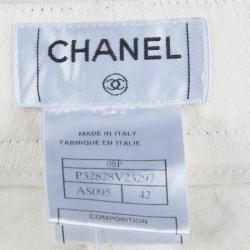 CHANEL
MADE IN ITALY
FABRIQUE EN ITALIE
08P
P32828V23297
AS095 42
COMPOSITION